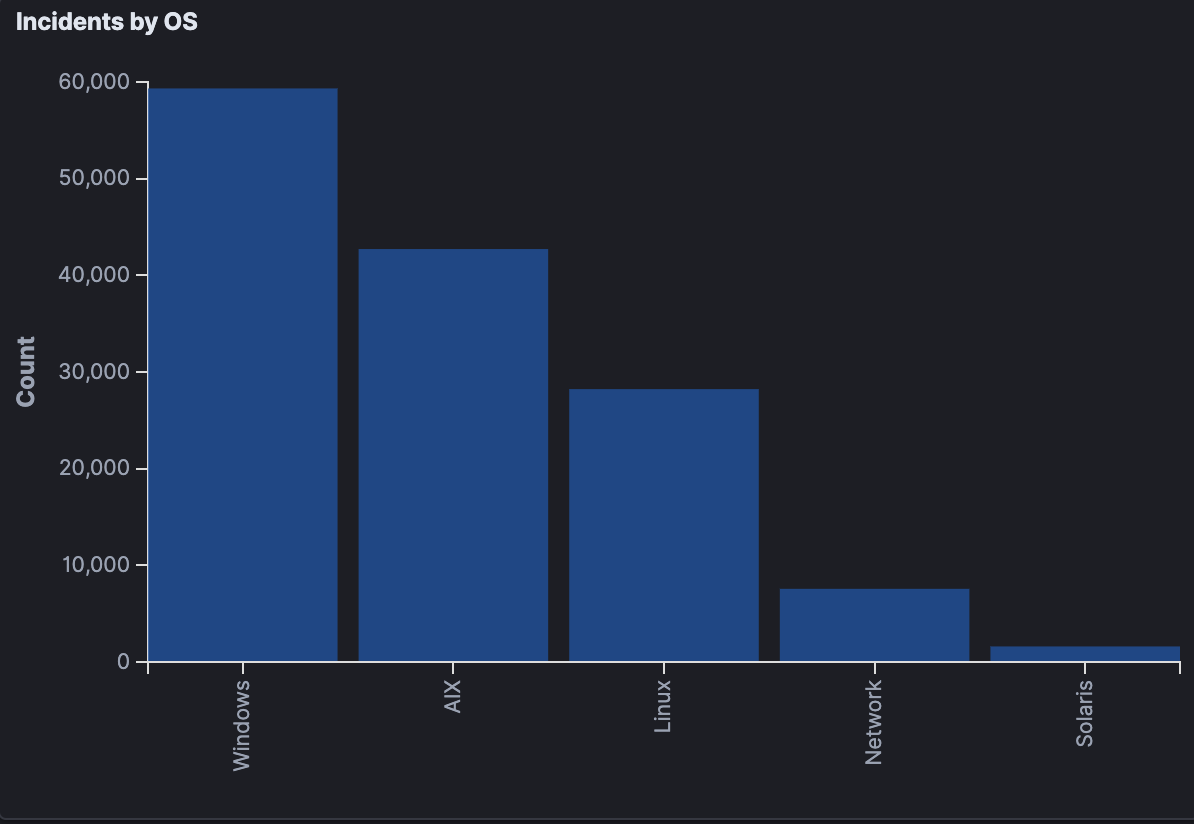 Incidents by OS
60,000
50,000
40,000
30,000
20,000
10,000
0
Count
Windows
AIX
Linux
Network
Solaris